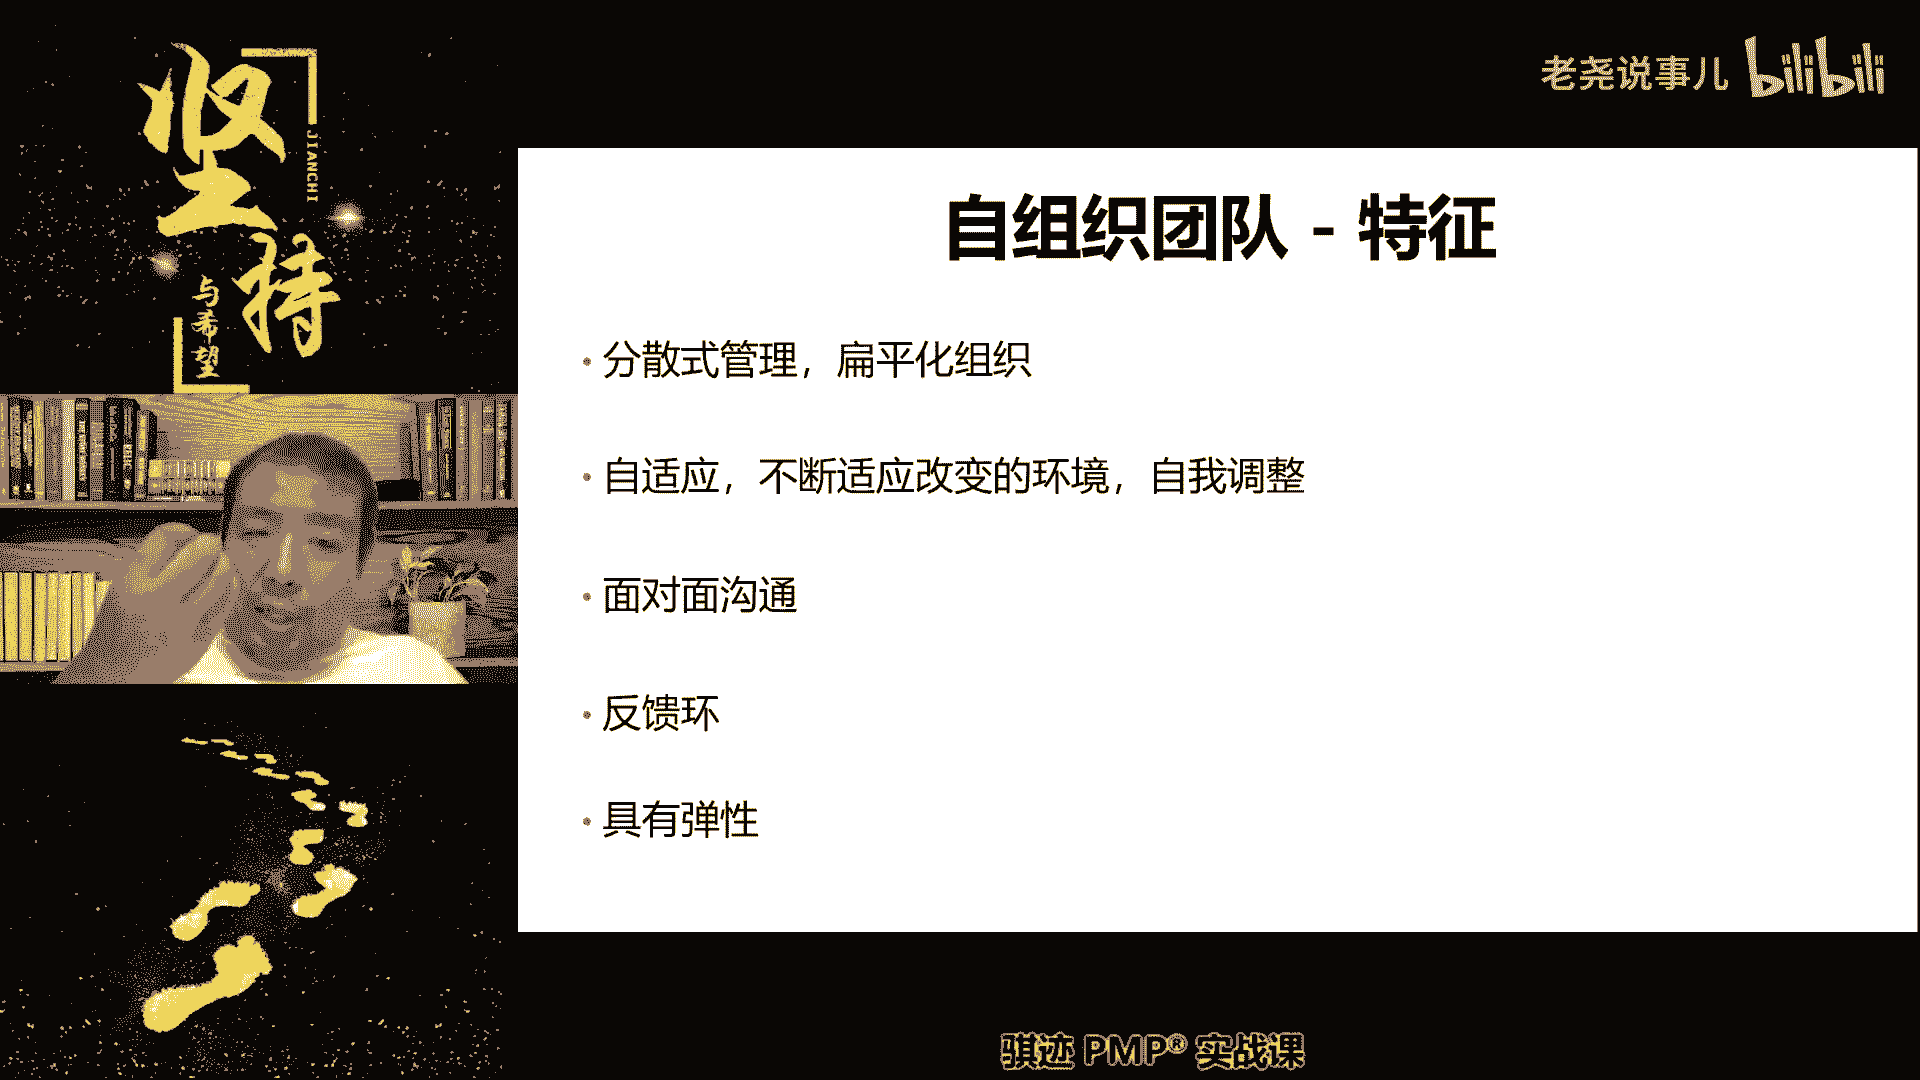 坚持
JIANCHI
与希望
老尧说事儿 bilibili
自组织团队 - 特征
• 分散式管理，扁平化组织
• 自适应，不断适应改变的环境，自我调整
• 面对面沟通
• 反馈环
• 具有弹性
骐迹 PMP® 实战课